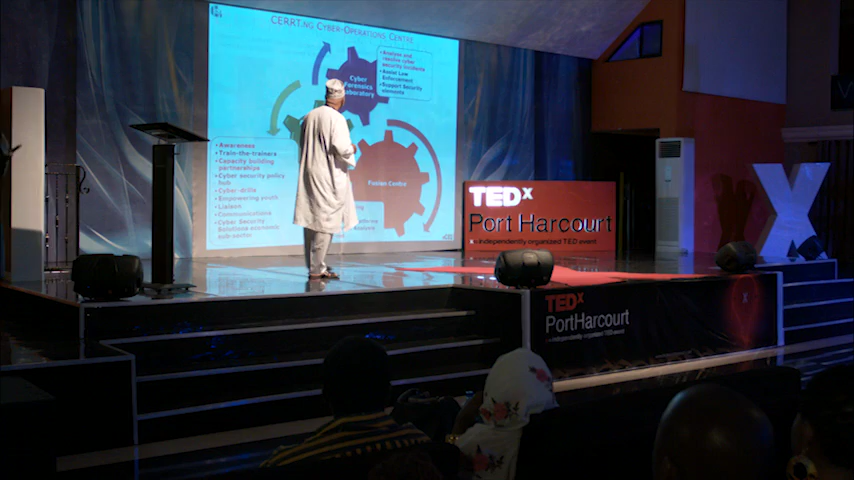 CERRT.NG CYBER-OPERATIONS CENTRE
Cyber
Forensics
Laboratory
•Analyse and
resolve cyber
security incidents
•Assist Law
Enforcement
•Support Security
elements
•Awareness
•Train-the-trainers
•Capacity building
partnerships
•Cyber security policy
hub
•Cyber-drills
•Empowering youth
•Liaison
•Communications
•Cyber Security
Solutions economic
sub-sector
Fusion Centre
TEDx
Port Harcourt
x = independently organized TED event
X
TEDx
PortHarcourt
x = independently organized TED event